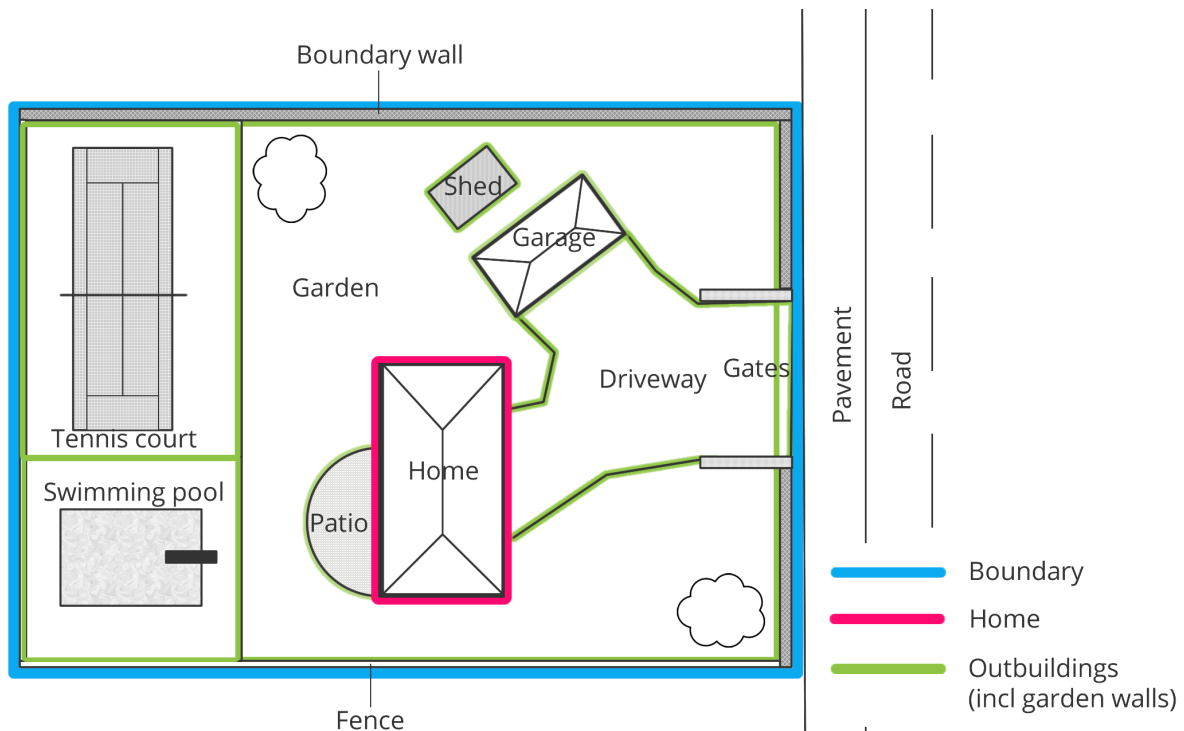 Boundary wall
Shed
Garage
Garden
Driveway
Gates
Pavement
Road
Tennis court
Swimming pool
Home
Patio
Fence
Boundary
Home
Outbuildings
(incl garden walls)